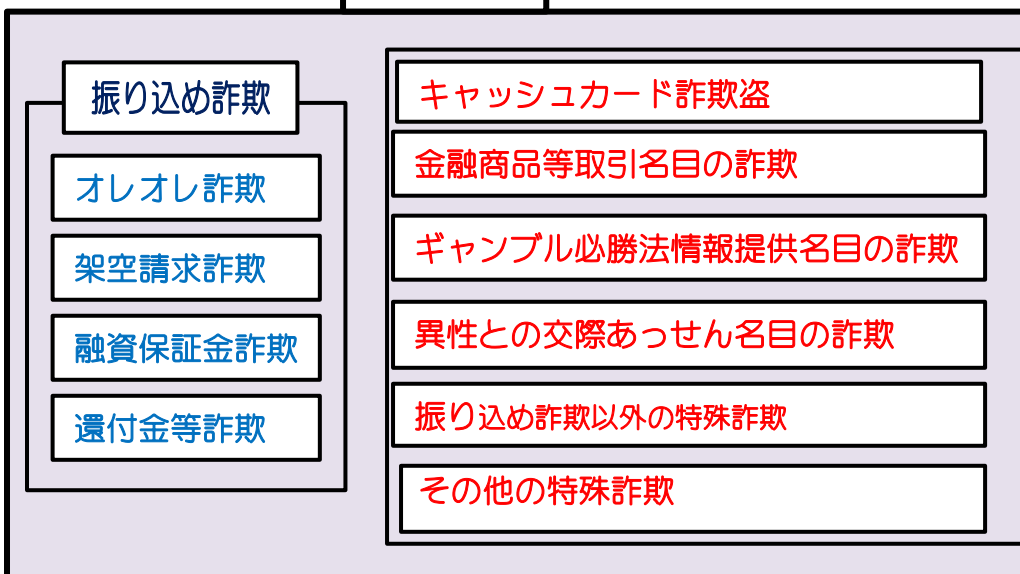 振り込め詐欺
オレオレ詐欺
架空請求詐欺
融資保証金詐欺
還付金等詐欺
キャッシュカード詐欺盗
金融商品等取引名目の詐欺
ギャンブル必勝法情報提供名目の詐欺
異性との交際あっせん名目の詐欺
振り込め詐欺以外の特殊詐欺
その他の特殊詐欺